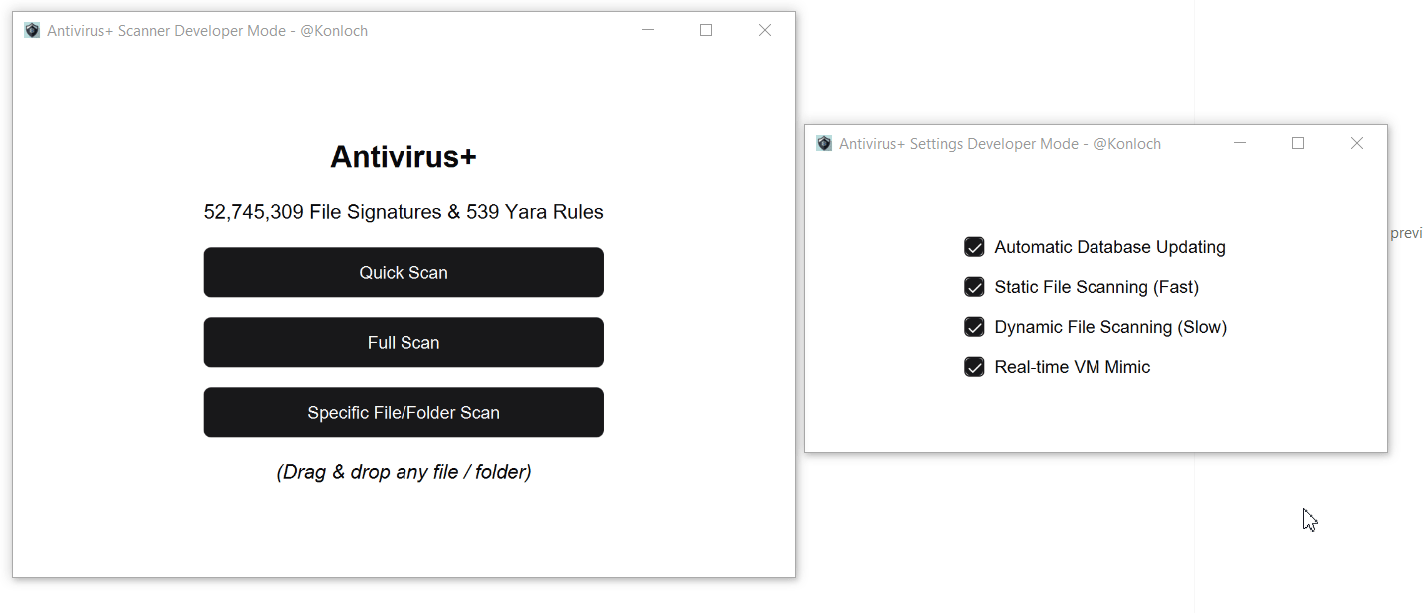 Antivirus+ Scanner Developer Mode - @Konloch
Antivirus+
52,745,309 File Signatures & 539 Yara Rules
Quick Scan
Full Scan
Specific File/Folder Scan
(Drag & drop any file / folder)
Antivirus+ Settings Developer Mode - @Konloch
Automatic Database Updating
Static File Scanning (Fast)
Dynamic File Scanning (Slow)
Real-time VM Mimic
previ